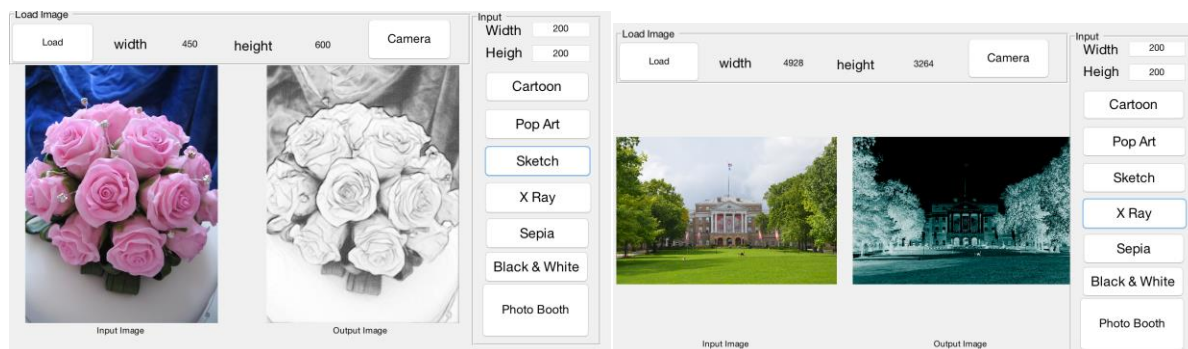 Load Image
Load width 450 height 600 Camera
Input
Width 200
Heigh 200
Cartoon
Pop Art
Sketch
X Ray
Sepia
Black & White
Photo Booth
Input Image Output Image
Load Image
Load width 4928 height 3264 Camera
Input
Width 200
Heigh 200
Cartoon
Pop Art
Sketch
X Ray
Sepia
Black & White
Photo Booth
Input Image Output Image